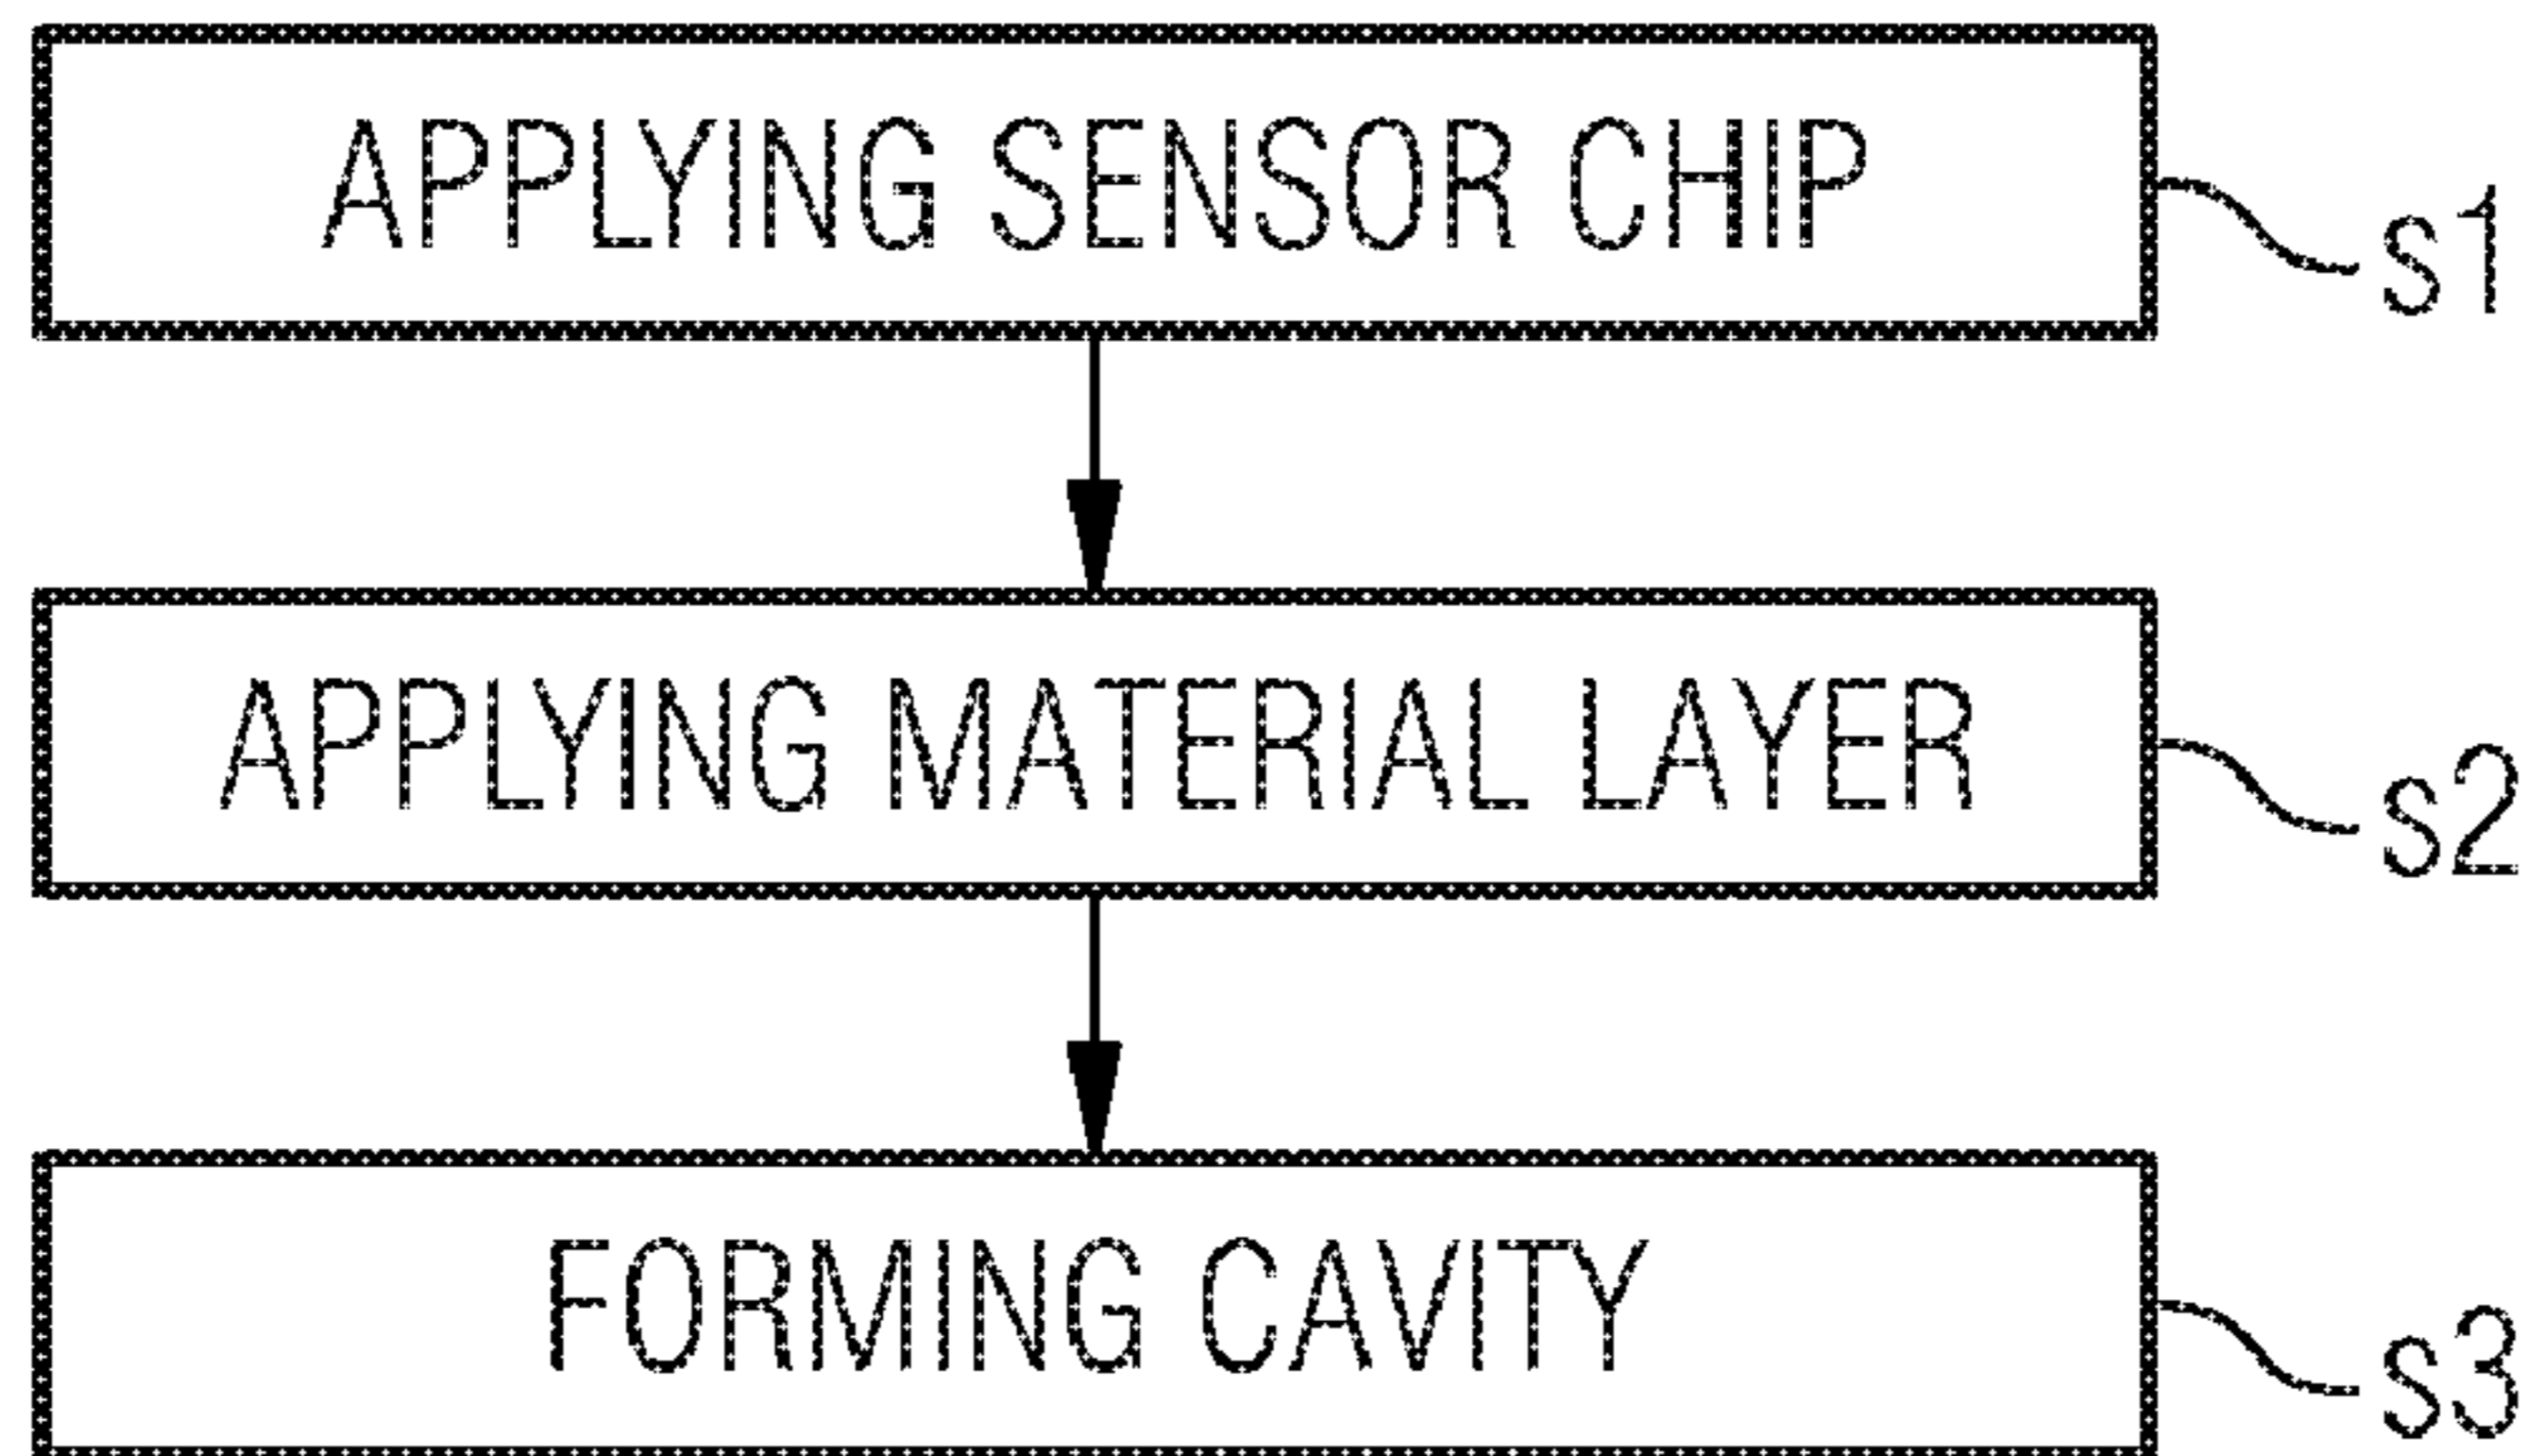 APPLYING SENSOR CHIP
s1
APPLYING MATERIAL LAYER
s2
FORMING CAVITY
s3